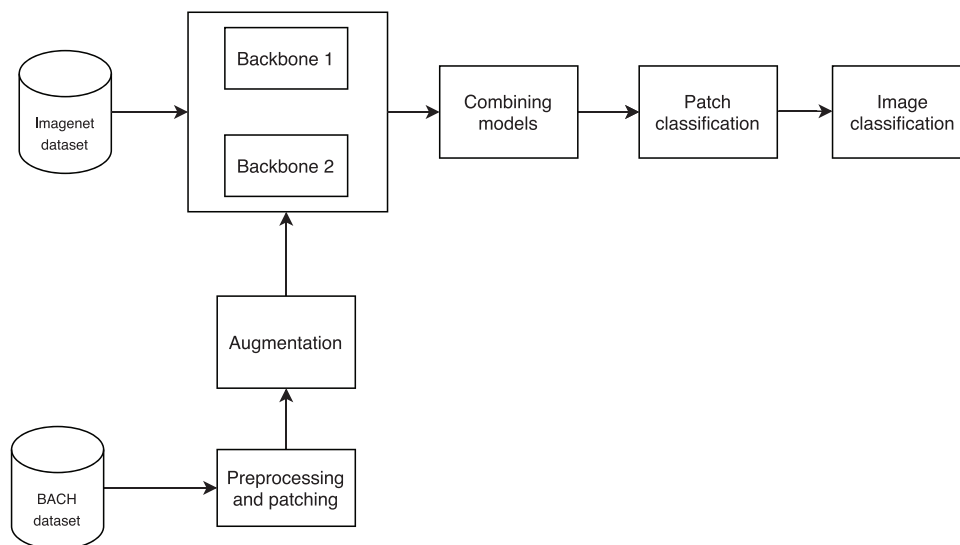 Backbone 1
Imagenet
dataset
Backbone 2
Combining
models
Patch
classification
Image
classification
Augmentation
Preprocessing
and patching
BACH
dataset